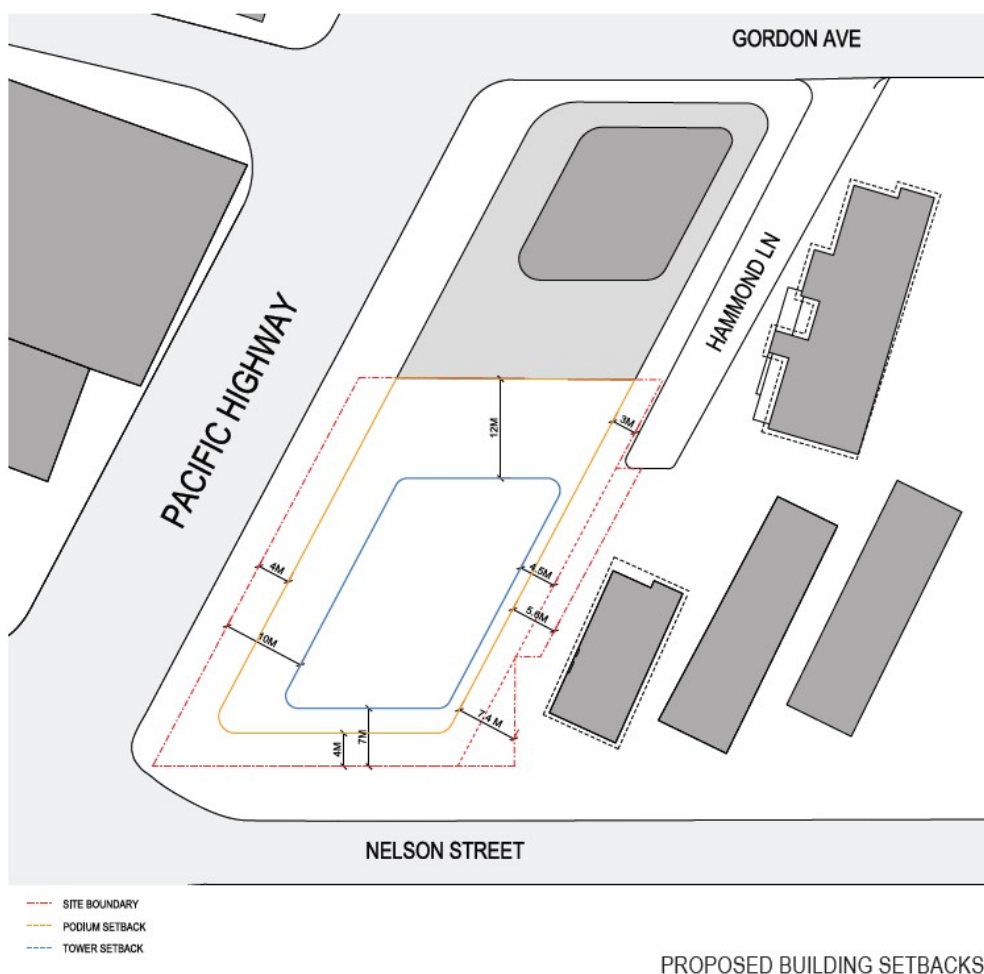 GORDON AVE
HAMMOND LN
PACIFIC HIGHWAY
12M
3M
4M
4.5M
5.6M
10M
7.4 M
7M
4M
NELSON STREET
SITE BOUNDARY
PODIUM SETBACK
TOWER SETBACK
PROPOSED BUILDING SETBACKS